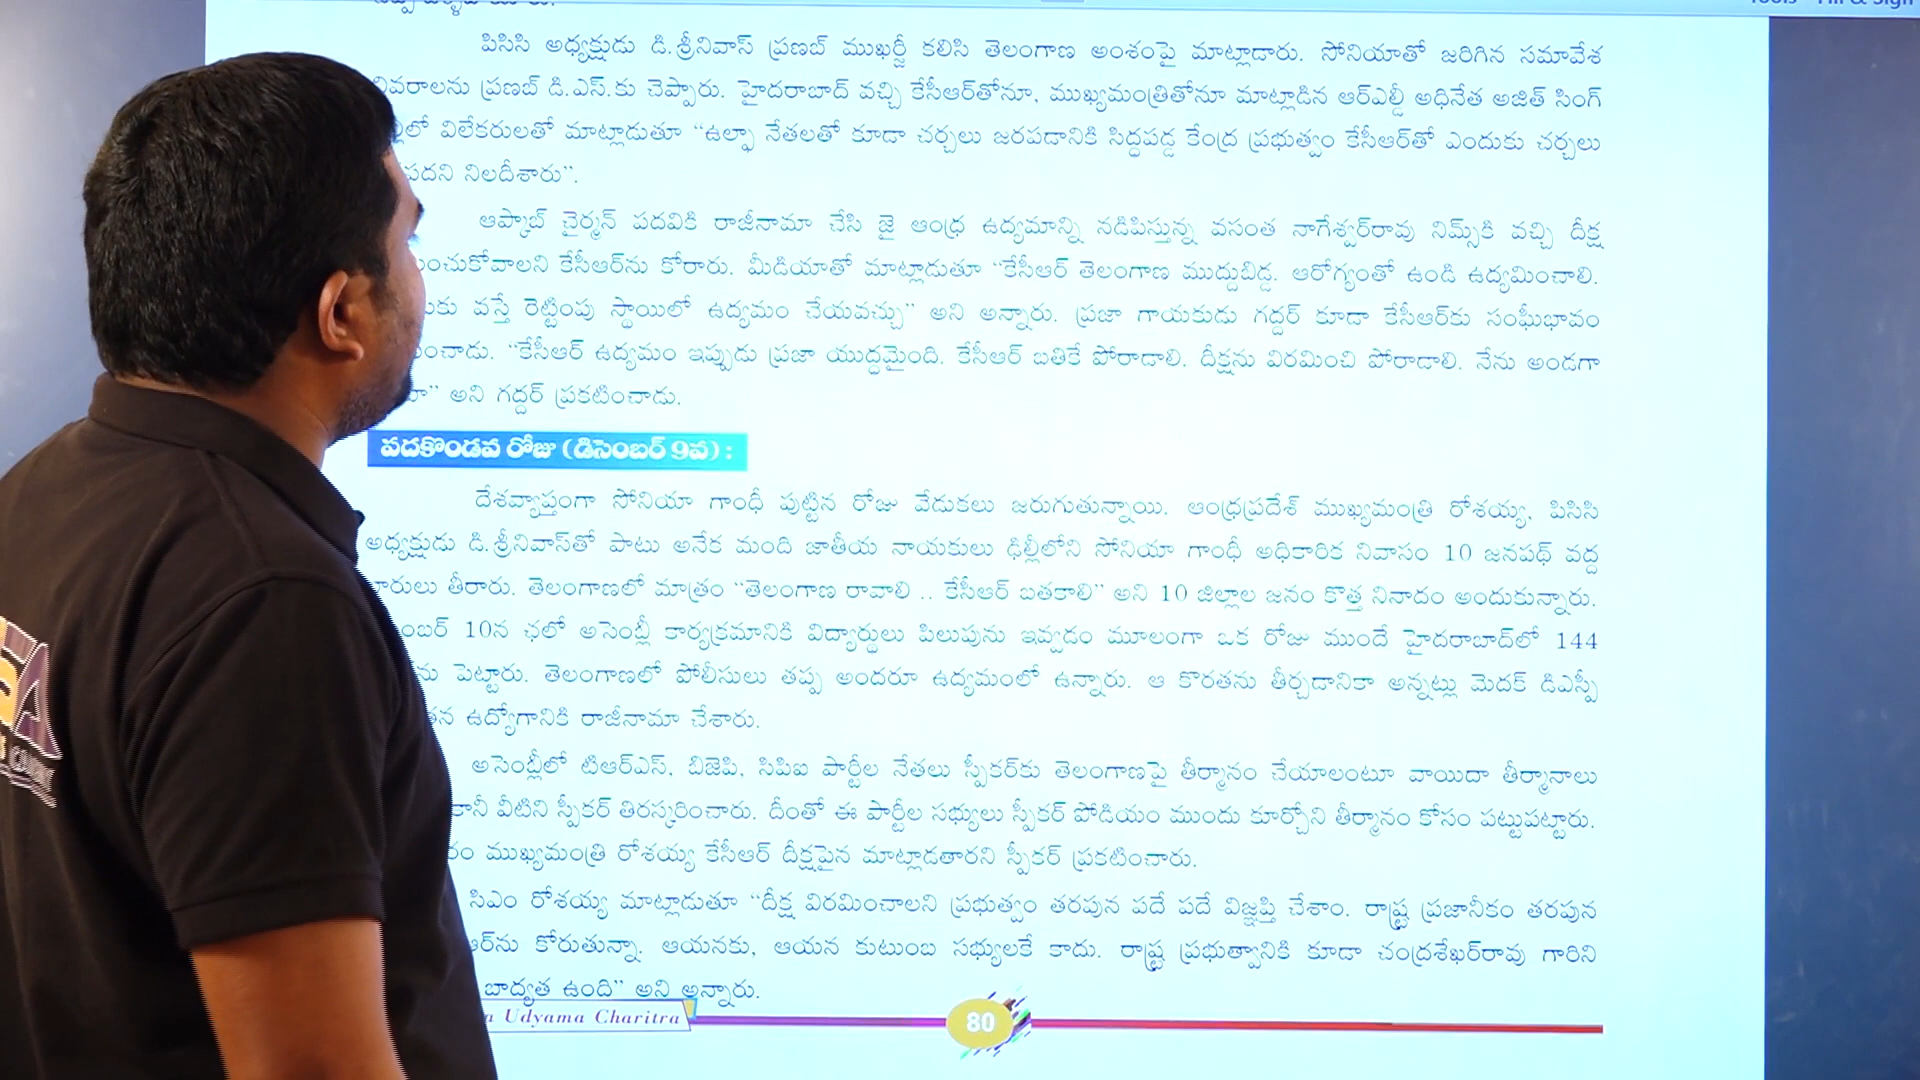 Tools Fill & Sign
పిసిసి అధ్యక్షుడు డి.శ్రీనివాస్ ప్రణబ్ ముఖర్జీ కలిసి తెలంగాణ అంశంపై మాట్లాడారు. సోనియాతో జరిగిన సమావేశ
వివరాలను ప్రణబ్ డి.ఎస్.కు చెప్పారు. హైదరాబాద్ వచ్చి కేసీఆర్‌తోనూ, ముఖ్యమంత్రితోనూ మాట్లాడిన ఆర్ఎల్డీ అధినేత అజిత్ సింగ్
విలేకరులతో మాట్లాడుతూ "ఉల్ఫా నేతలతో కూడా చర్చలు జరపడానికి సిద్ధపడ్డ కేంద్ర ప్రభుత్వం కేసీఆర్‌తో ఎందుకు చర్చలు
నిలదీశారు".
ఆప్కాబ్ చైర్మన్ పదవికి రాజీనామా చేసి జై ఆంధ్ర ఉద్యమాన్ని నడిపిస్తున్న వసంత నాగేశ్వర్‌రావు నిమ్స్‌కి వచ్చి దీక్ష
కేసీఆర్‌ను కోరారు. మీడియాతో మాట్లాడుతూ "కేసీఆర్ తెలంగాణ ముద్దుబిడ్డ. ఆరోగ్యంతో ఉండి ఉద్యమించాలి.
వస్తే రెట్టింపు స్థాయిలో ఉద్యమం చేయవచ్చు" అని అన్నారు. ప్రజా గాయకుడు గద్దర్ కూడా కేసీఆర్‌కు సంఘీభావం
"కేసీఆర్ ఉద్యమం ఇప్పుడు ప్రజా యుద్ధమైంది. కేసీఆర్ బతికే పోరాడాలి. దీక్షను విరమించి పోరాడాలి. నేను అండగా
అని గద్దర్ ప్రకటించాడు.
పదకొండవ రోజు (డిసెంబర్ 9వ) :
దేశవ్యాప్తంగా సోనియా గాంధీ పుట్టిన రోజు వేడుకలు జరుగుతున్నాయి. ఆంధ్రప్రదేశ్ ముఖ్యమంత్రి రోశయ్య, పిసిసి
అధ్యక్షుడు డి.శ్రీనివాస్‌తో పాటు అనేక మంది జాతీయ నాయకులు ఢిల్లీలోని సోనియా గాంధీ అధికారిక నివాసం 10 జనపథ్ వద్ద
తీరారు. తెలంగాణలో మాత్రం "తెలంగాణ రావాలి .. కేసీఆర్ బతకాలి" అని 10 జిల్లాల జనం కొత్త నినాదం అందుకున్నారు.
10న ఛలో అసెంబ్లీ కార్యక్రమానికి విద్యార్థులు పిలుపును ఇవ్వడం మూలంగా ఒక రోజు ముందే హైదరాబాద్‌లో 144
పెట్టారు. తెలంగాణలో పోలీసులు తప్ప అందరూ ఉద్యమంలో ఉన్నారు. ఆ కొరతను తీర్చడానికా అన్నట్లు మెదక్ డిఎస్పీ
ఉద్యోగానికి రాజీనామా చేశారు.
అసెంబ్లీలో టిఆర్ఎస్, బిజెపి, సిపిఐ పార్టీల నేతలు స్పీకర్‌కు తెలంగాణపై తీర్మానం చేయాలంటూ వాయిదా తీర్మానాలు
కానీ వీటిని స్పీకర్ తిరస్కరించారు. దీంతో ఈ పార్టీల సభ్యులు స్పీకర్ పోడియం ముందు కూర్చోని తీర్మానం కోసం పట్టుపట్టారు.
ముఖ్యమంత్రి రోశయ్య కేసీఆర్ దీక్షపైన మాట్లాడతారని స్పీకర్ ప్రకటించారు.
సిఎం రోశయ్య మాట్లాడుతూ "దీక్ష విరమించాలని ప్రభుత్వం తరపున పదే పదే విజ్ఞప్తి చేశాం. రాష్ట్ర ప్రజానీకం తరపున
కోరుతున్నా. ఆయనకు, ఆయన కుటుంబ సభ్యులకే కాదు. రాష్ట్ర ప్రభుత్వానికి కూడా చంద్రశేఖర్‌రావు గారిని
బాద్యత ఉంది" అని అన్నారు.
Udyama Charitra
80